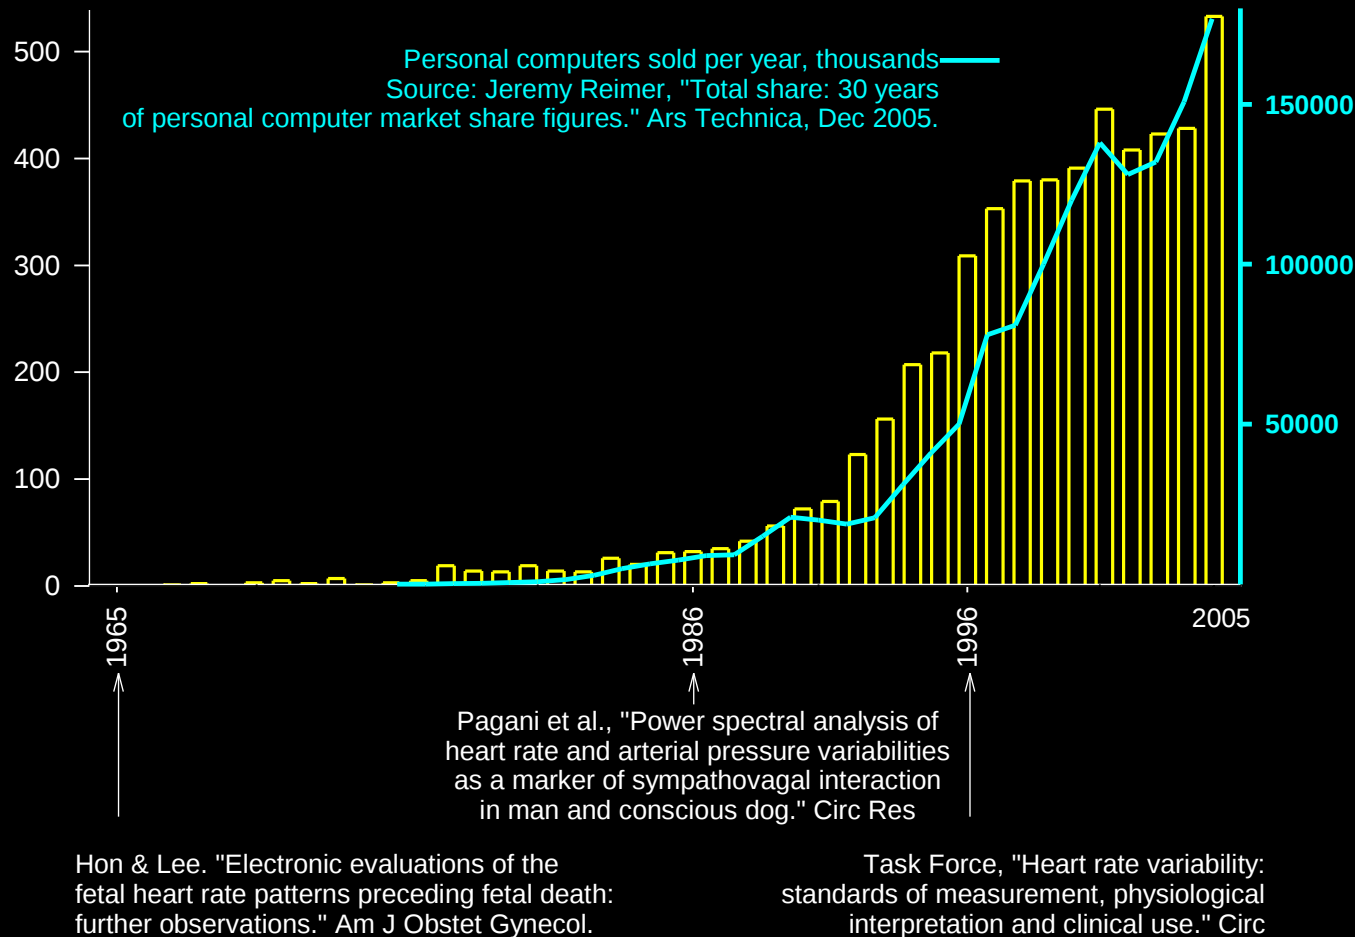 Personal computers sold per year, thousands
Source: Jeremy Reimer, "Total share: 30 years
of personal computer market share figures." Ars Technica, Dec 2005.
500
400
300
200
100
0
150000
100000
50000
1965
1986
1996
2005
Pagani et al., "Power spectral analysis of
heart rate and arterial pressure variabilities
as a marker of sympathovagal interaction
in man and conscious dog." Circ Res
Hon & Lee. "Electronic evaluations of the
fetal heart rate patterns preceding fetal death:
further observations." Am J Obstet Gynecol.
Task Force, "Heart rate variability:
standards of measurement, physiological
interpretation and clinical use." Circ